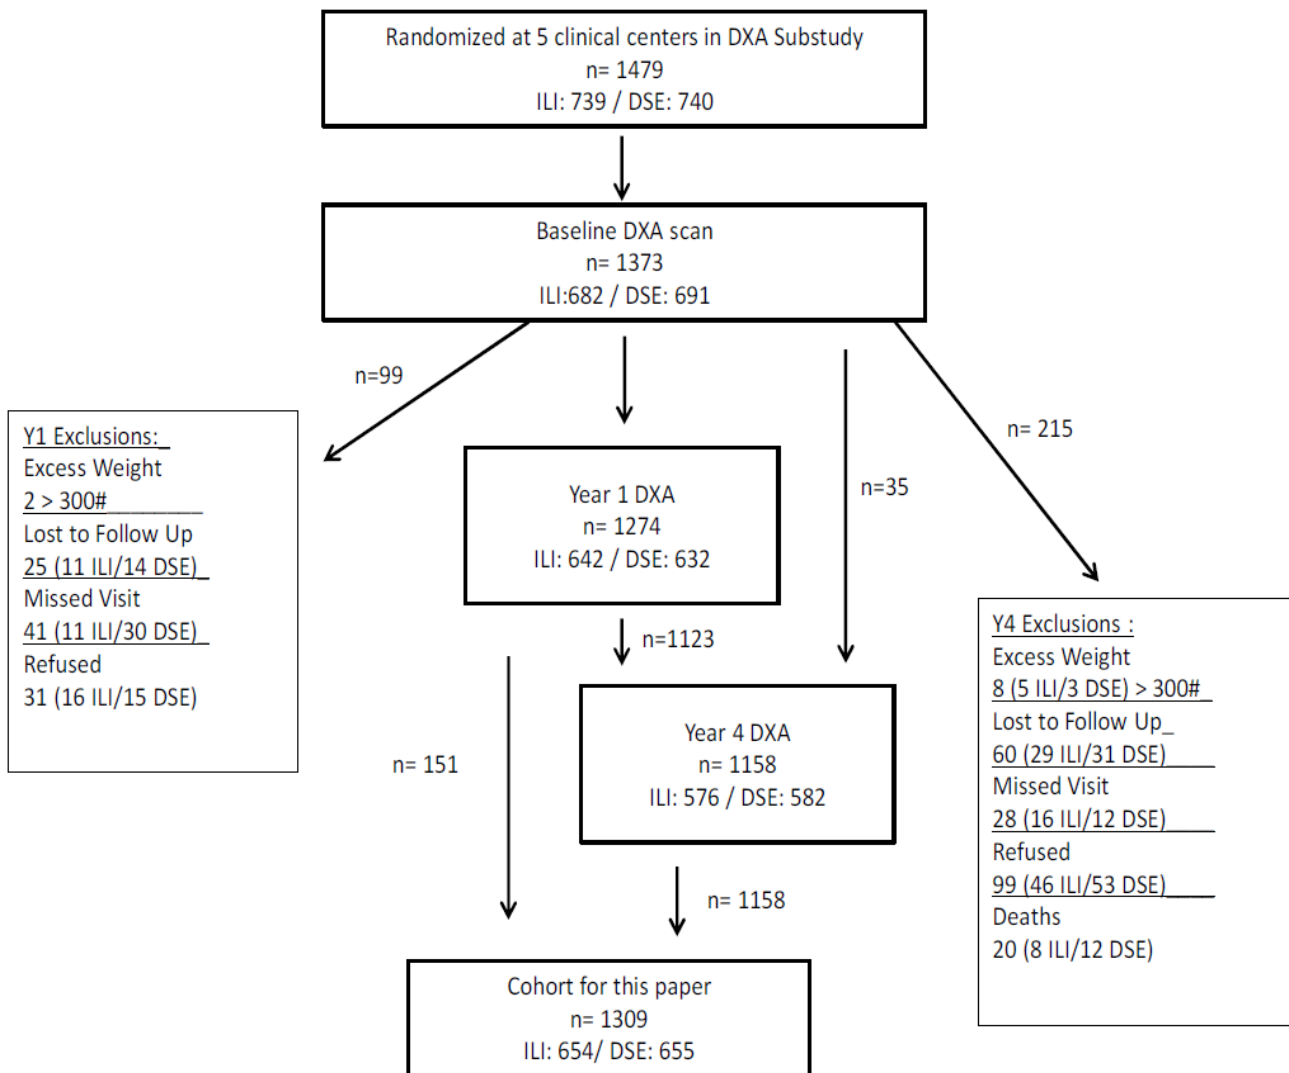 Randomized at 5 clinical centers in DXA Substudy
n= 1479
ILI: 739 / DSE: 740
Baseline DXA scan
n= 1373
ILI:682 / DSE: 691
n=99
n= 215
n=35
Y1 Exclusions:_
Excess Weight
2 > 300#________
Lost to Follow Up
25 (11 ILI/14 DSE)_
Missed Visit
41 (11 ILI/30 DSE)_
Refused
31 (16 ILI/15 DSE)
Year 1 DXA
n= 1274
ILI: 642 / DSE: 632
n=1123
n= 151
Year 4 DXA
n= 1158
ILI: 576 / DSE: 582
n= 1158
Y4 Exclusions :
Excess Weight
8 (5 ILI/3 DSE) > 300#_
Lost to Follow Up_
60 (29 ILI/31 DSE)____
Missed Visit
28 (16 ILI/12 DSE)____
Refused
99 (46 ILI/53 DSE)____
Deaths
20 (8 ILI/12 DSE)
Cohort for this paper
n= 1309
ILI: 654/ DSE: 655